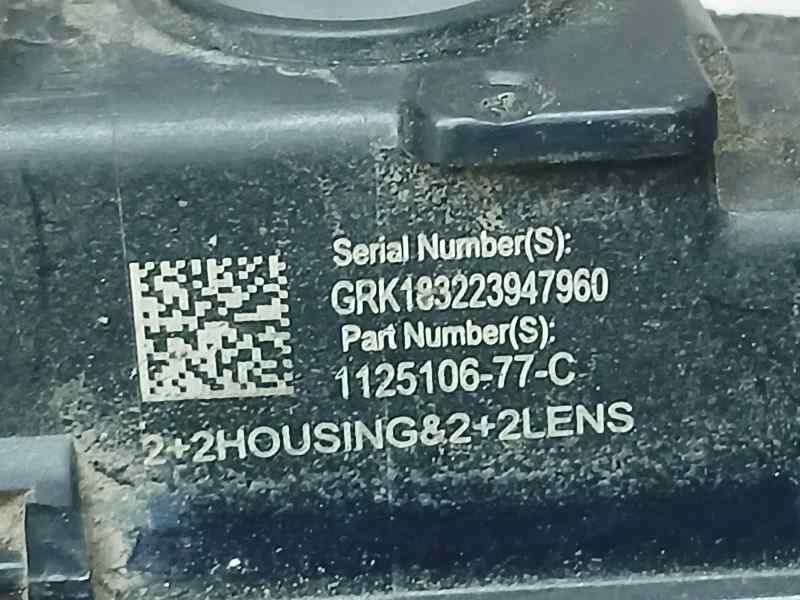 Serial Number(S):
GRK183223947960
Part Number(S):
1125106-77-C
2+2HOUSING&2+2LENS